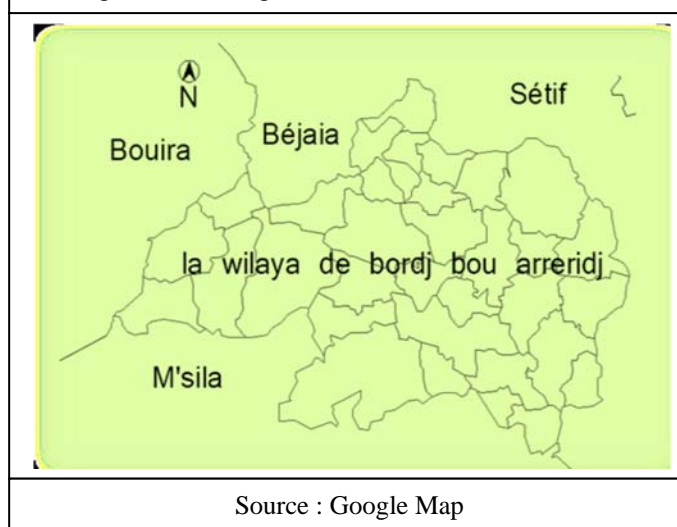 N
Sétif
Béjaia
Bouira
la wilaya de bordj bou arreridj
M'sila
Source : Google Map